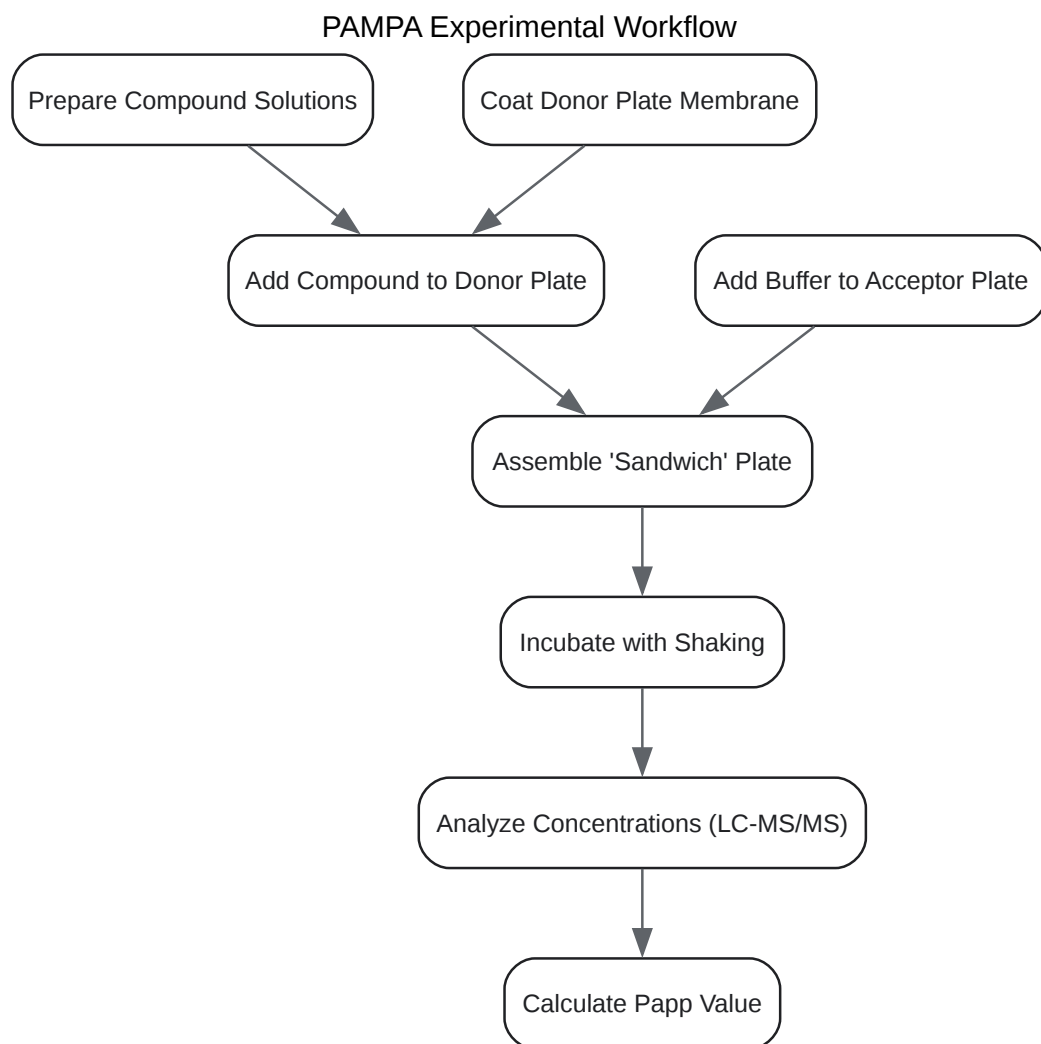 PAMPA Experimental Workflow
Prepare Compound Solutions
Coat Donor Plate Membrane
Add Compound to Donor Plate
Add Buffer to Acceptor Plate
Assemble 'Sandwich' Plate
Incubate with Shaking
Analyze Concentrations (LC-MS/MS)
Calculate Papp Value